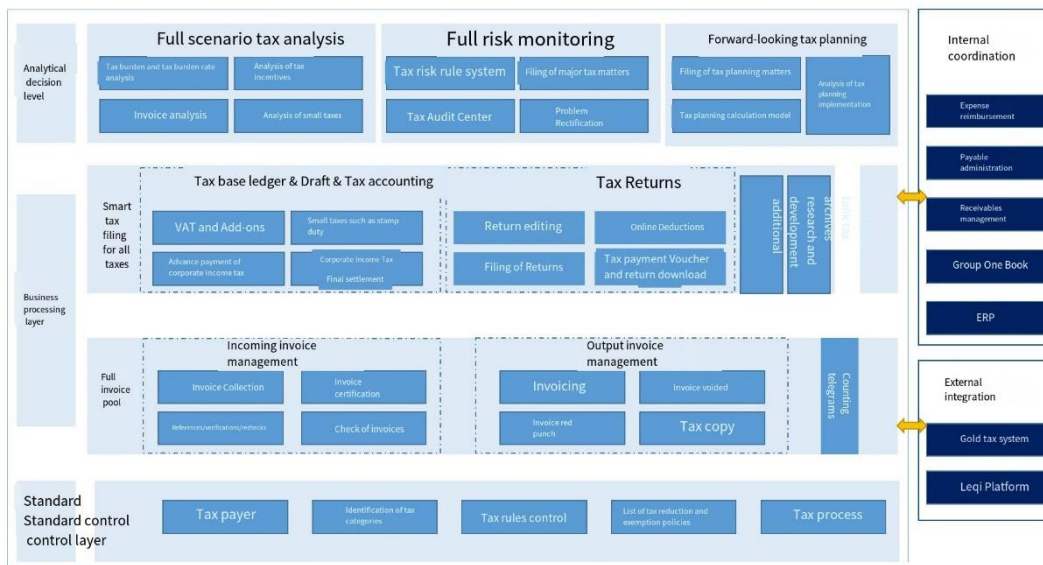 Analytical
decision
level
Full scenario tax analysis
Tax burden and tax burden rate
analysis
Analysis of tax
incentives
Invoice analysis
Analysis of small taxes
Full risk monitoring
Tax risk rule system
Filing of major tax matters
Tax Audit Center
Problem
Rectification
Forward-looking tax planning
Filing of tax planning matters
Tax planning calculation model
Analysis of tax
planning
implementation
Business
processing
layer
Smart
tax
filing
for all
taxes
Tax base ledger & Draft & Tax accounting
VAT and Add-ons
Small taxes such as stamp
duty
Advance payment of
corporate income tax
Corporate Income Tax
Final settlement
Tax Returns
Return editing
Online Deductions
Filing of Returns
Tax payment Voucher
and return download
additional
research and
development
archives
tank tax
Full
invoice
pool
Incoming invoice
management
Invoice Collection
Invoice
certification
References/verifications/rechecks
Check of invoices
Output invoice
management
Invoicing
Invoice voided
Invoice red
punch
Tax copy
Counting
telegrams
Standard
Standard control
control layer
Tax payer
Identification of tax
categories
Tax rules control
List of tax reduction and
exemption policies
Tax process
Internal
coordination
Expense
reimbursement
Payable
administration
Receivables
management
Group One Book
ERP
External
integration
Gold tax system
Leqi Platform